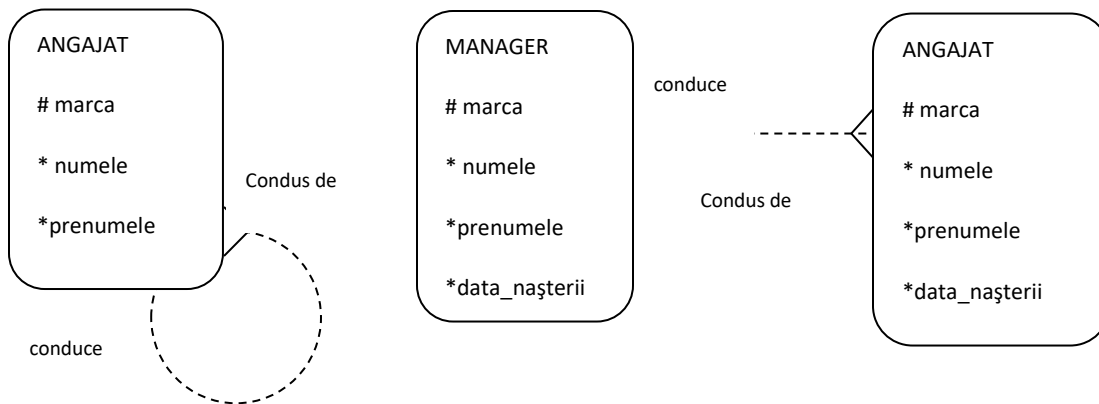 ANGAJAT
# marca
* numele
*prenumele
Condus de
conduce
MANAGER
# marca
* numele
*prenumele
*data_naşterii
conduce
Condus de
ANGAJAT
# marca
* numele
*prenumele
*data_naşterii